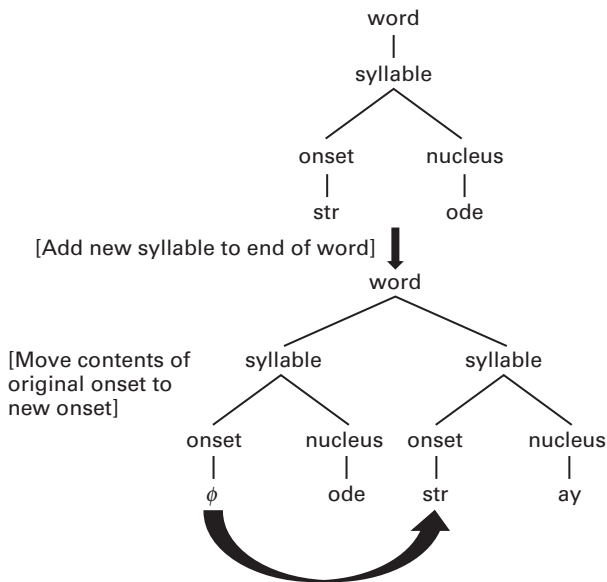 word
syllable
onset nucleus
str ode
[Add new syllable to end of word]
word
[Move contents of
original onset to
new onset]
syllable syllable
onset nucleus onset nucleus
ϕ ode str ay